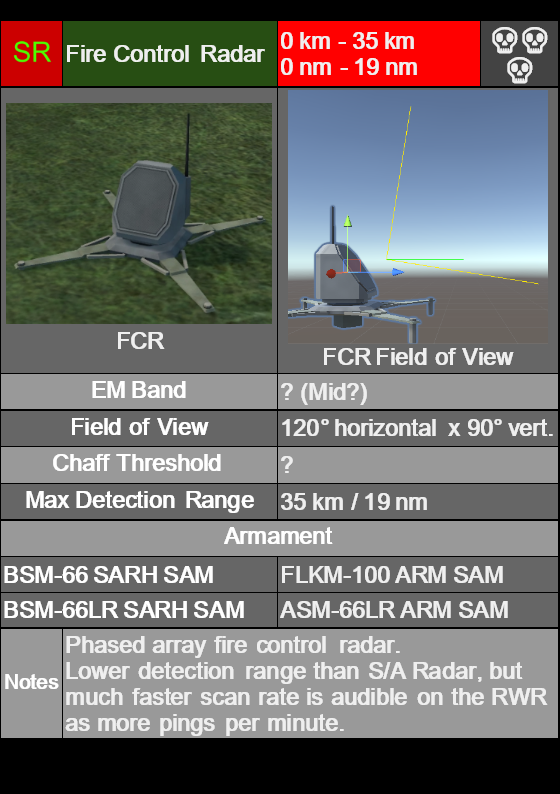 SR
Fire Control Radar
0 km - 35 km
0 nm - 19 nm
FCR
FCR Field of View
EM Band
? (Mid?)
Field of View
120° horizontal x 90° vert.
Chaff Threshold
?
Max Detection Range
35 km / 19 nm
Armament
BSM-66 SARH SAM
FLKM-100 ARM SAM
BSM-66LR SARH SAM
ASM-66LR ARM SAM
Notes
Phased array fire control radar.
Lower detection range than S/A Radar, but
much faster scan rate is audible on the RWR
as more pings per minute.